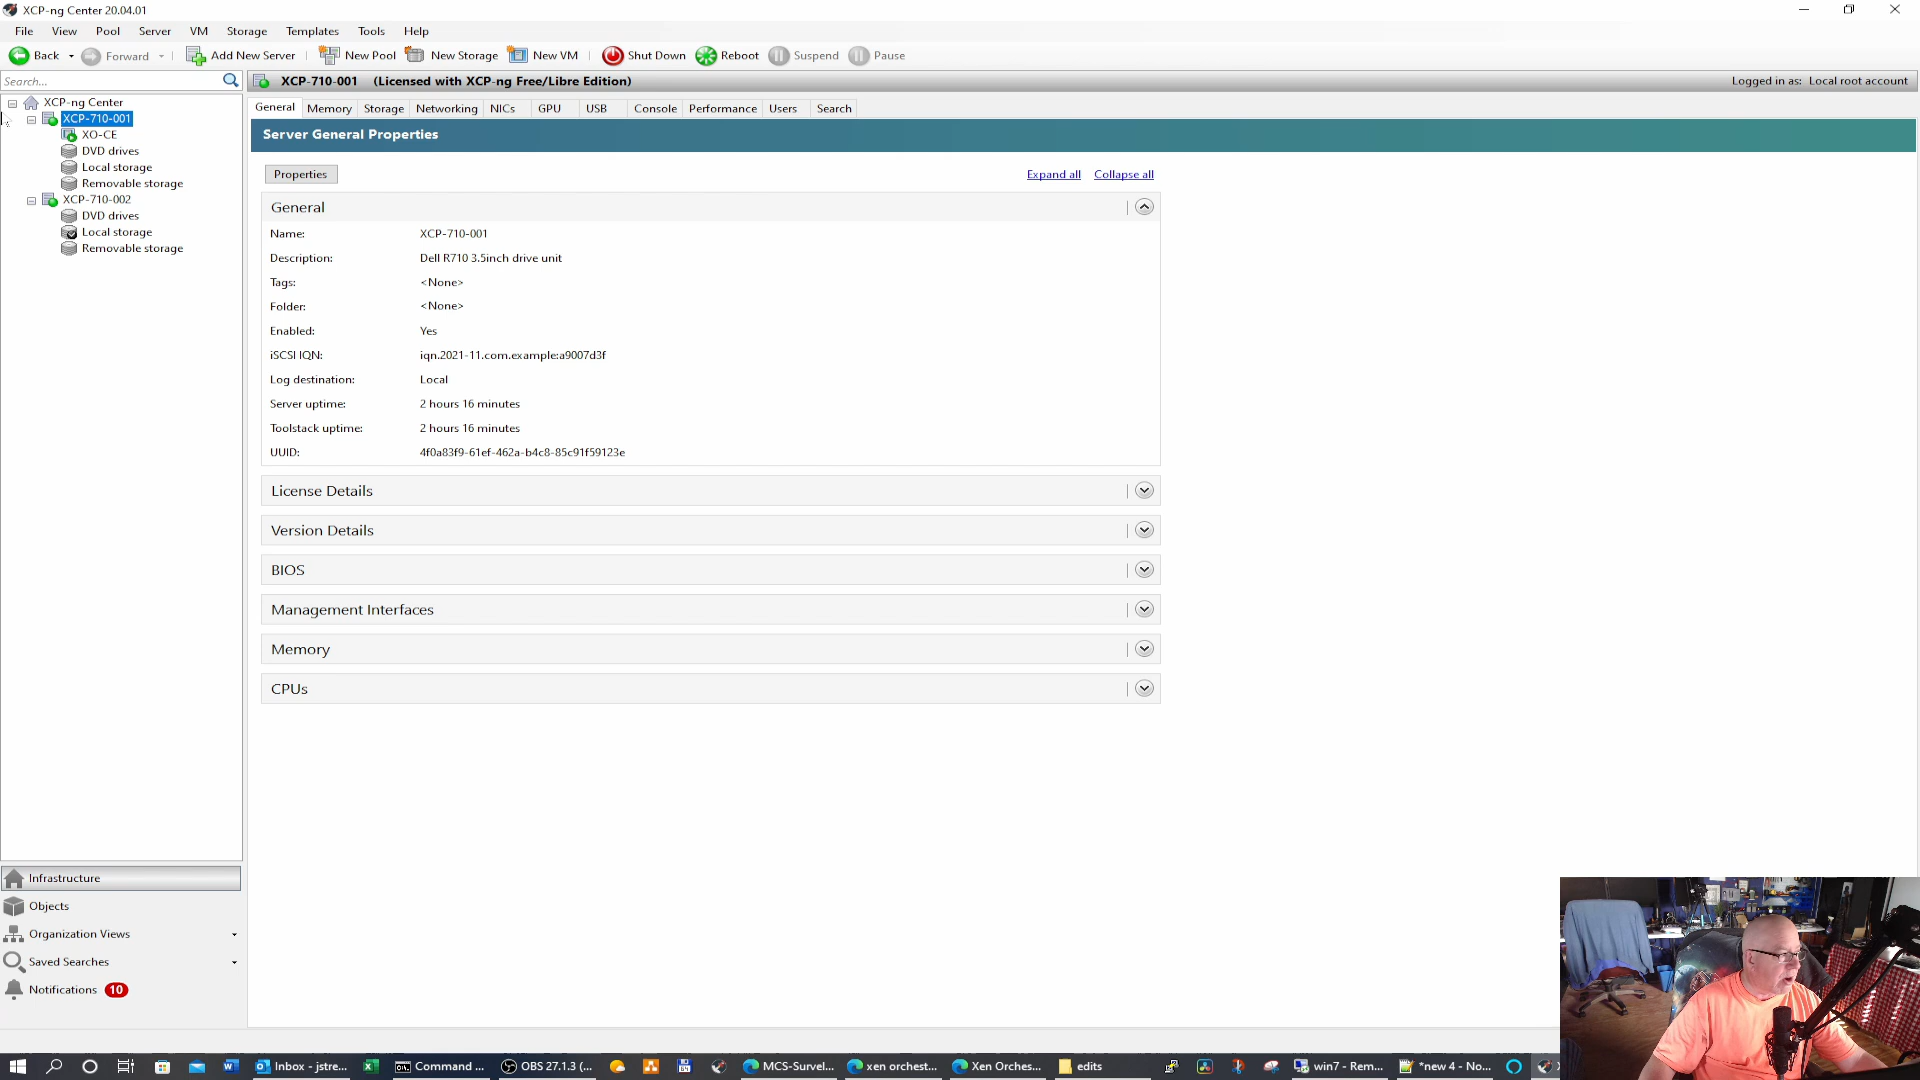 XCP-ng Center 20.04.01
File View Pool Server VM Storage Templates Tools Help
Back Forward Add New Server New Pool New Storage New VM Shut Down Reboot Suspend Pause
Search...
XCP-710-001 (Licensed with XCP-ng Free/Libre Edition)
Logged in as: Local root account
XCP-ng Center
XCP-710-001
XO-CE
DVD drives
Local storage
Removable storage
XCP-710-002
DVD drives
Local storage
Removable storage
General Memory Storage Networking NICs GPU USB Console Performance Users Search
Server General Properties
Properties
Expand all Collapse all
General
Name: XCP-710-001
Description: Dell R710 3.5inch drive unit
Tags: <None>
Folder: <None>
Enabled: Yes
iSCSI IQN: iqn.2021-11.com.example:a9007d3f
Log destination: Local
Server uptime: 2 hours 16 minutes
Toolstack uptime: 2 hours 16 minutes
UUID: 4f0a83f9-61ef-462a-b4c8-85c91f59123e
License Details
Version Details
BIOS
Management Interfaces
Memory
CPUs
Infrastructure
Objects
Organization Views
Saved Searches
Notifications 10
Inbox - jstre... Command ... OBS 27.1.3 (... MCS-Survel... xen orchest... Xen Orches... edits win7 - Rem... *new 4 - No...